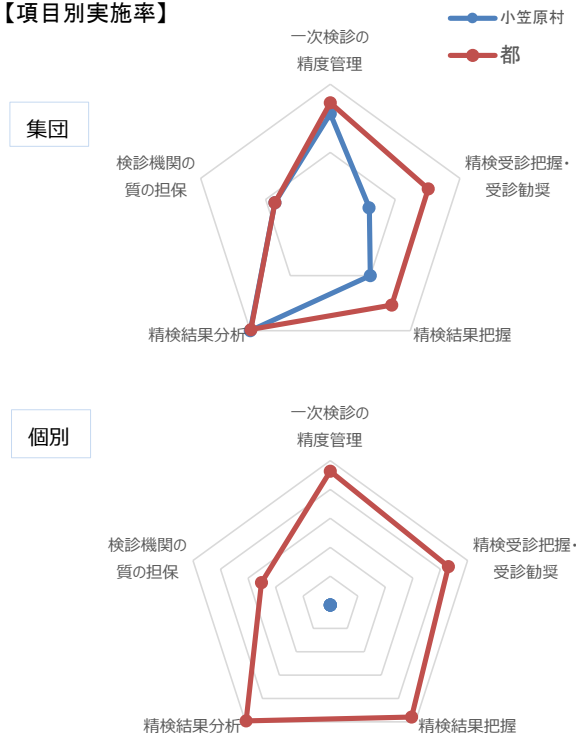 【項目別実施率】
小笠原村
都
集団
一次検診の
精度管理
精検受診把握・
受診勧奨
精検結果把握
精検結果分析
検診機関の
質の担保
個別
一次検診の
精度管理
精検受診把握・
受診勧奨
精検結果把握
精検結果分析
検診機関の
質の担保